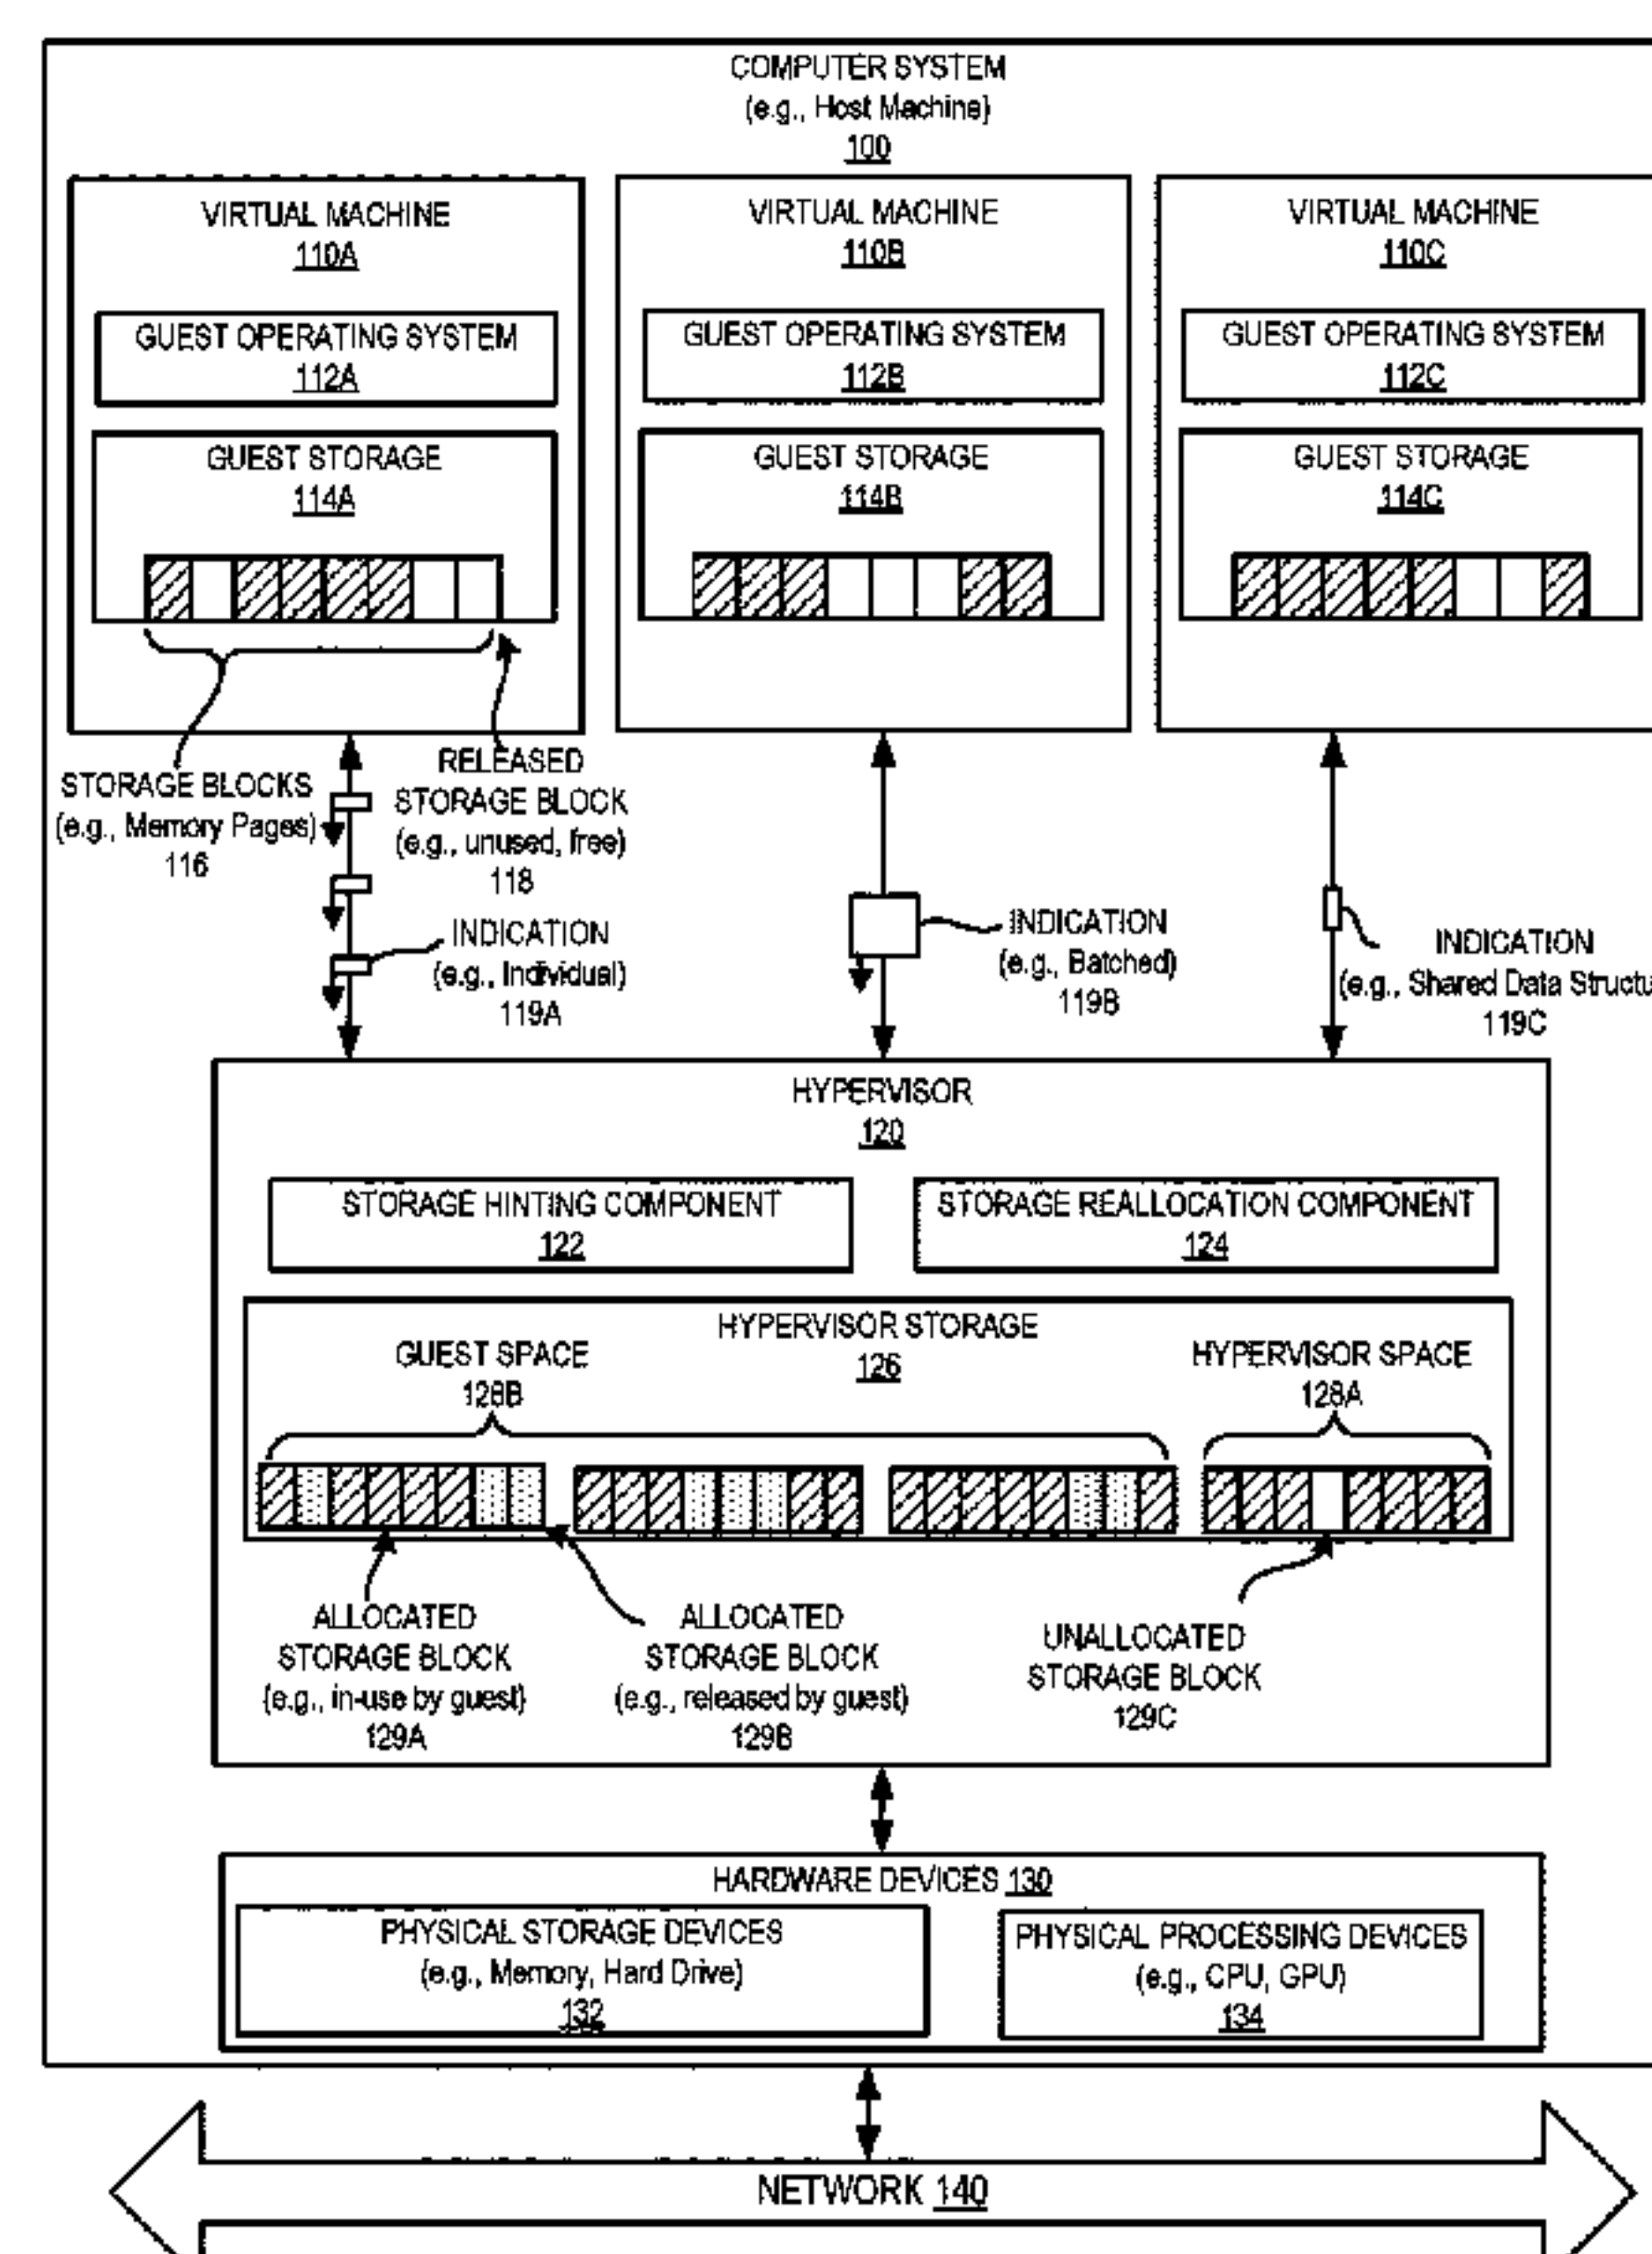 COMPUTER SYSTEM
(e.g., Host Machine)
100
VIRTUAL MACHINE
110A
GUEST OPERATING SYSTEM
112A
GUEST STORAGE
114A
VIRTUAL MACHINE
110B
GUEST OPERATING SYSTEM
112B
GUEST STORAGE
114B
VIRTUAL MACHINE
110C
GUEST OPERATING SYSTEM
112C
GUEST STORAGE
114C
STORAGE BLOCKS
(e.g., Memory Pages)
116
RELEASED
STORAGE BLOCK
(e.g., unused, free)
118
INDICATION
(e.g., Individual)
119A
INDICATION
(e.g., Batched)
119B
INDICATION
(e.g., Shared Data Structu
119C
HYPERVISOR
120
STORAGE HINTING COMPONENT
122
STORAGE REALLOCATION COMPONENT
124
HYPERVISOR STORAGE
126
GUEST SPACE
128B
HYPERVISOR SPACE
128A
ALLOCATED
STORAGE BLOCK
(e.g., in-use by guest)
129A
ALLOCATED
STORAGE BLOCK
(e.g., released by guest)
129B
UNALLOCATED
STORAGE BLOCK
129C
HARDWARE DEVICES 130
PHYSICAL STORAGE DEVICES
(e.g., Memory, Hard Drive)
132
PHYSICAL PROCESSING DEVICES
(e.g., CPU, GPU)
134
NETWORK 140